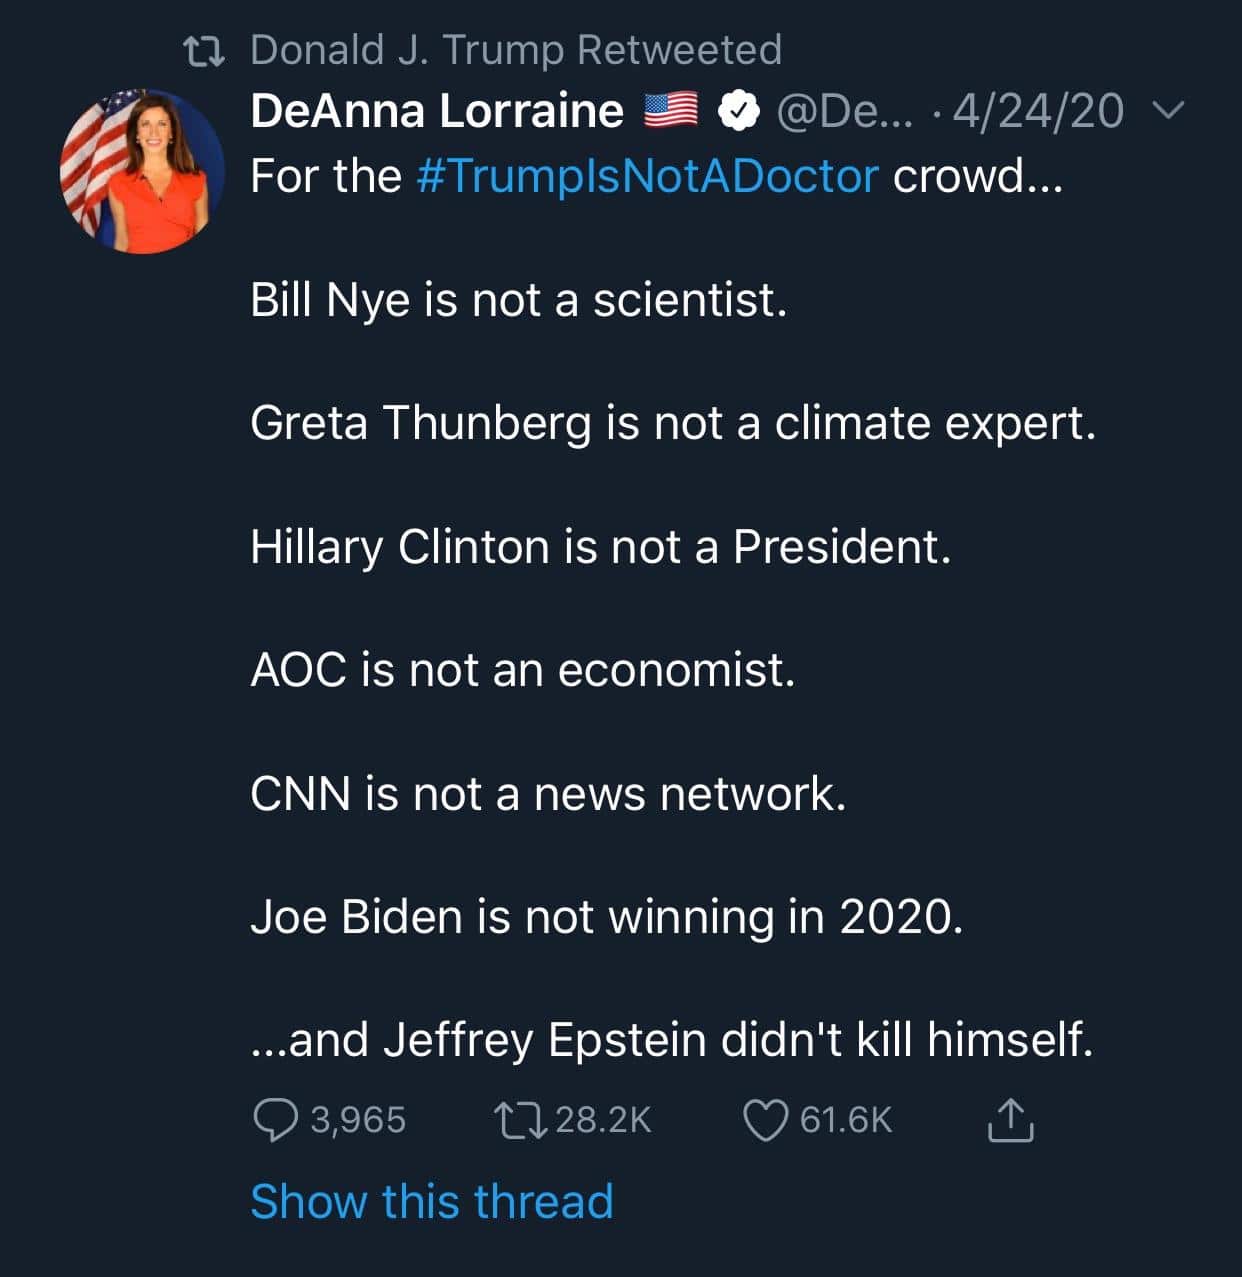 Donald J. Trump Retweeted
DeAnna Lorraine 🇺🇸 @De... · 4/24/20
For the #TrumpIsNotADoctor crowd...
Bill Nye is not a scientist.
Greta Thunberg is not a climate expert.
Hillary Clinton is not a President.
AOC is not an economist.
CNN is not a news network.
Joe Biden is not winning in 2020.
...and Jeffrey Epstein didn't kill himself.
3,965 28.2K 61.6K
Show this thread